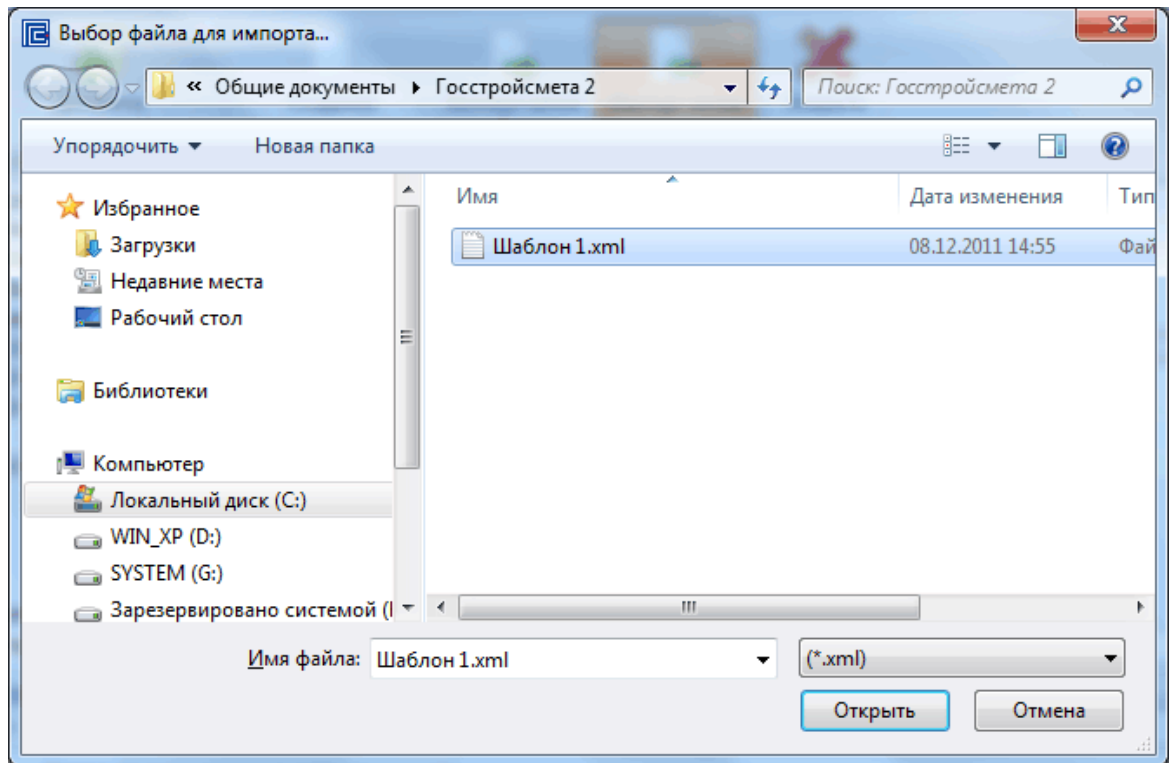 Выбор файла для импорта...
« Общие документы Госстройсмета 2
Поиск: Госстройсмета 2
Упорядочить Новая папка
Избранное
Загрузки
Недавние места
Рабочий стол
Библиотеки
Компьютер
Локальный диск (C:)
WIN_XP (D:)
SYSTEM (G:)
Зарезервировано системой (
Имя Дата изменения Тип
Шаблон 1.xml 08.12.2011 14:55 Фай
Имя файла: Шаблон 1.xml (*.xml)
Открыть Отмена